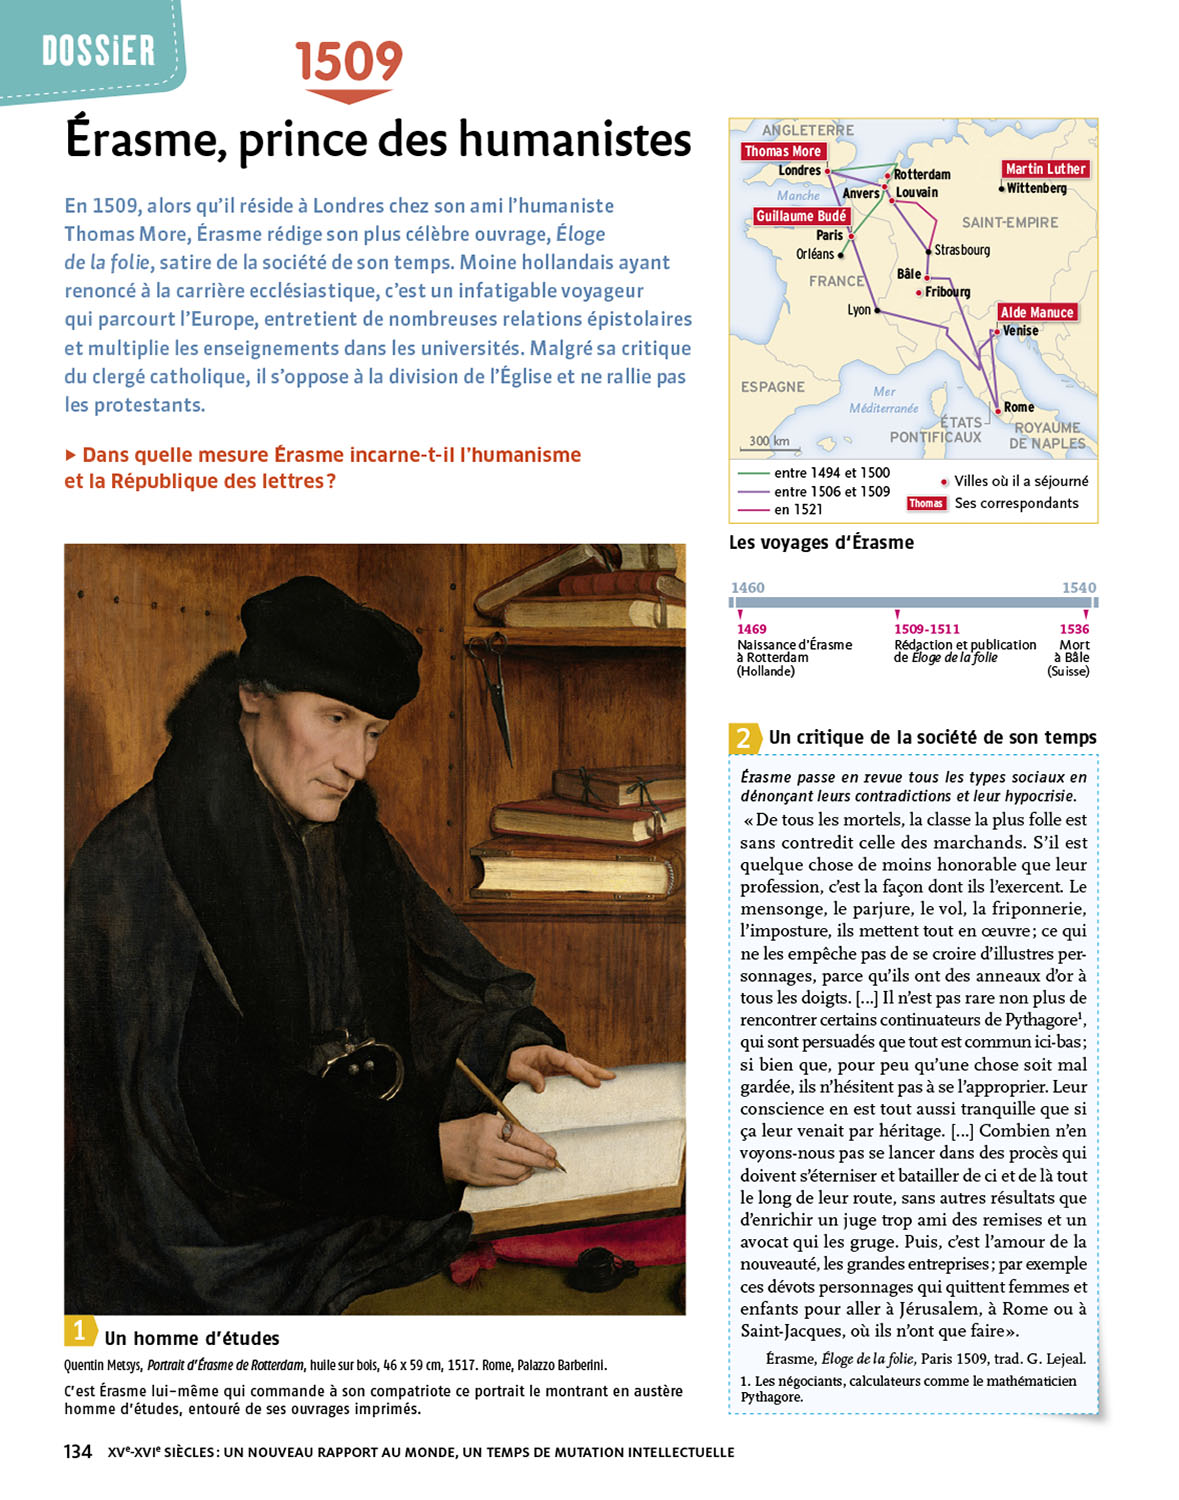 DOSSiER
1509
Érasme, prince des humanistes
En 1509, alors qu’il réside à Londres chez son ami l’humaniste
Thomas More, Érasme rédige son plus célèbre ouvrage, Éloge
de la folie, satire de la société de son temps. Moine hollandais ayant
renoncé à la carrière ecclésiastique, c’est un infatigable voyageur
qui parcourt l’Europe, entretient de nombreuses relations épistolaires
et multiplie les enseignements dans les universités. Malgré sa critique
du clergé catholique, il s’oppose à la division de l’Église et ne rallie pas
les protestants.
▶ Dans quelle mesure Érasme incarne-t-il l’humanisme
et la République des lettres ?
ANGLETERRE
Thomas More
Londres
Rotterdam
Martin Luther
Manche
Anvers
Louvain
Wittenberg
Guillaume Budé
SAINT-EMPIRE
Paris
Orléans
Strasbourg
FRANCE
Bâle
Fribourg
Lyon
Alde Manuce
Venise
ESPAGNE
Mer
Méditerranée
Rome
ÉTATS
PONTIFICAUX
ROYAUME
DE NAPLES
300 km
entre 1494 et 1500
entre 1506 et 1509
en 1521
Villes où il a séjourné
Thomas
Ses correspondants
Les voyages d‘Érasme
1460
1540
1469
Naissance d’Érasme
à Rotterdam
(Hollande)
1509-1511
Rédaction et publication
de Éloge de la folie
1536
Mort
à Bâle
(Suisse)
1 Un homme d’études
Quentin Metsys, Portrait d’Érasme de Rotterdam, huile sur bois, 46 x 59 cm, 1517. Rome, Palazzo Barberini.
C’est Érasme lui-même qui commande à son compatriote ce portrait le montrant en austère
homme d’études, entouré de ses ouvrages imprimés.
2 Un critique de la société de son temps
Érasme passe en revue tous les types sociaux en
dénonçant leurs contradictions et leur hypocrisie.
« De tous les mortels, la classe la plus folle est
sans contredit celle des marchands. S’il est
quelque chose de moins honorable que leur
profession, c’est la façon dont ils l’exercent. Le
mensonge, le parjure, le vol, la friponnerie,
l’imposture, ils mettent tout en œuvre ; ce qui
ne les empêche pas de se croire d’illustres per-
sonnages, parce qu’ils ont des anneaux d’or à
tous les doigts. [...] Il n’est pas rare non plus de
rencontrer certains continuateurs de Pythagore¹,
qui sont persuadés que tout est commun ici-bas ;
si bien que, pour peu qu’une chose soit mal
gardée, ils n’hésitent pas à se l’approprier. Leur
conscience en est tout aussi tranquille que si
ça leur venait par héritage. [...] Combien n’en
voyons-nous pas se lancer dans des procès qui
doivent s’éterniser et batailler de ci et de là tout
le long de leur route, sans autres résultats que
d’enrichir un juge trop ami des remises et un
avocat qui les gruge. Puis, c’est l’amour de la
nouveauté, les grandes entreprises ; par exemple
ces dévots personnages qui quittent femmes et
enfants pour aller à Jérusalem, à Rome ou à
Saint-Jacques, où ils n’ont que faire ».
Érasme, Éloge de la folie, Paris 1509, trad. G. Lejeal.
1. Les négociants, calculateurs comme le mathématicien
Pythagore.
134 XVᵉ-XVIᵉ SIÈCLES : UN NOUVEAU RAPPORT AU MONDE, UN TEMPS DE MUTATION INTELLECTUELLE